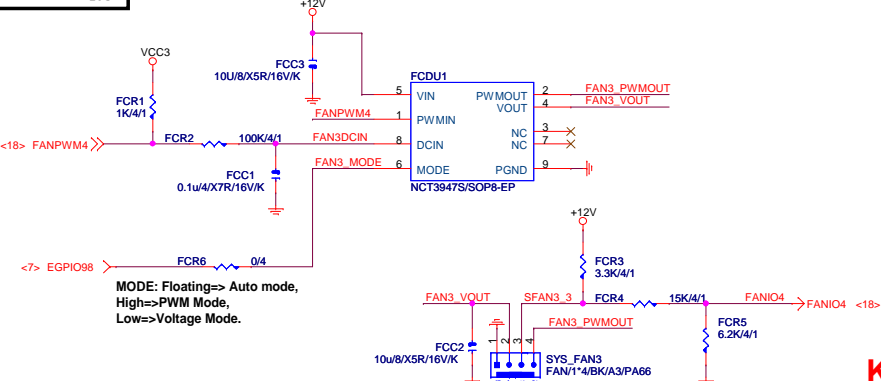 +12V
VCC3
FCC3
10U/8/X5R/16V/K
FCDU1
FCR1
1K/4/1
5 VIN PWMOUT 2 FAN3_PWMOUT
VOUT 4 FAN3_VOUT
FANPWM4 1 PWMIN
NC 3
<18> FANPWM4 FCR2 100K/4/1 FAN3DCIN 8 DCIN NC 7
FAN3_MODE 6 MODE PGND 9
FCC1
0.1u/4/X7R/16V/K
NCT3947S/SOP8-EP
+12V
<7> EGPIO98 FCR6 0/4
FCR3
3.3K/4/1
MODE: Floating=> Auto mode,
High=>PWM Mode,
Low=>Voltage Mode.
FAN3_VOUT SFAN3_3 FCR4 15K/4/1 FANIO4 FANIO4 <18>
FAN3_PWMOUT
FCR5
6.2K/4/1
1 2 3 4
FCC2
10u/8/X5R/16V/K
SYS_FAN3
FAN/1*4/BK/A3/PA66